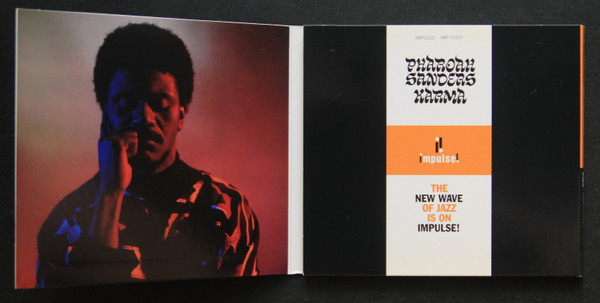 PHAROAH
SANDERS
KARMA
impulse!
THE
NEW WAVE
OF JAZZ
IS ON
IMPULSE!